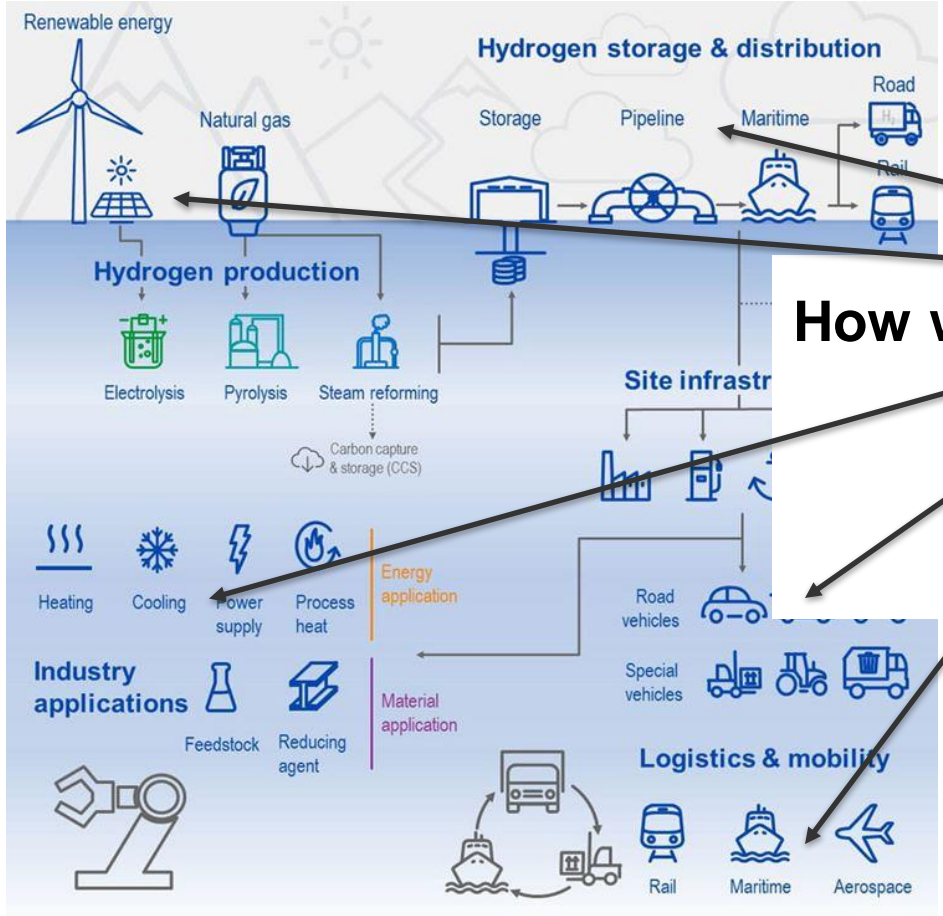 Renewable energy
Hydrogen storage & distribution
Road
Natural gas
Storage
Pipeline
Maritime
H₂
Rail
Hydrogen production
How
Electrolysis
Pyrolysis
Steam reforming
Site
Carbon capture
& storage (CCS)
Heating
Cooling
Power
supply
Process
heat
Energy
application
Road
vehicles
Industry
applications
Special
vehicles
Material
application
Feedstock
Reducing
agent
Logistics & mobility
Rail
Maritime
Aerospace